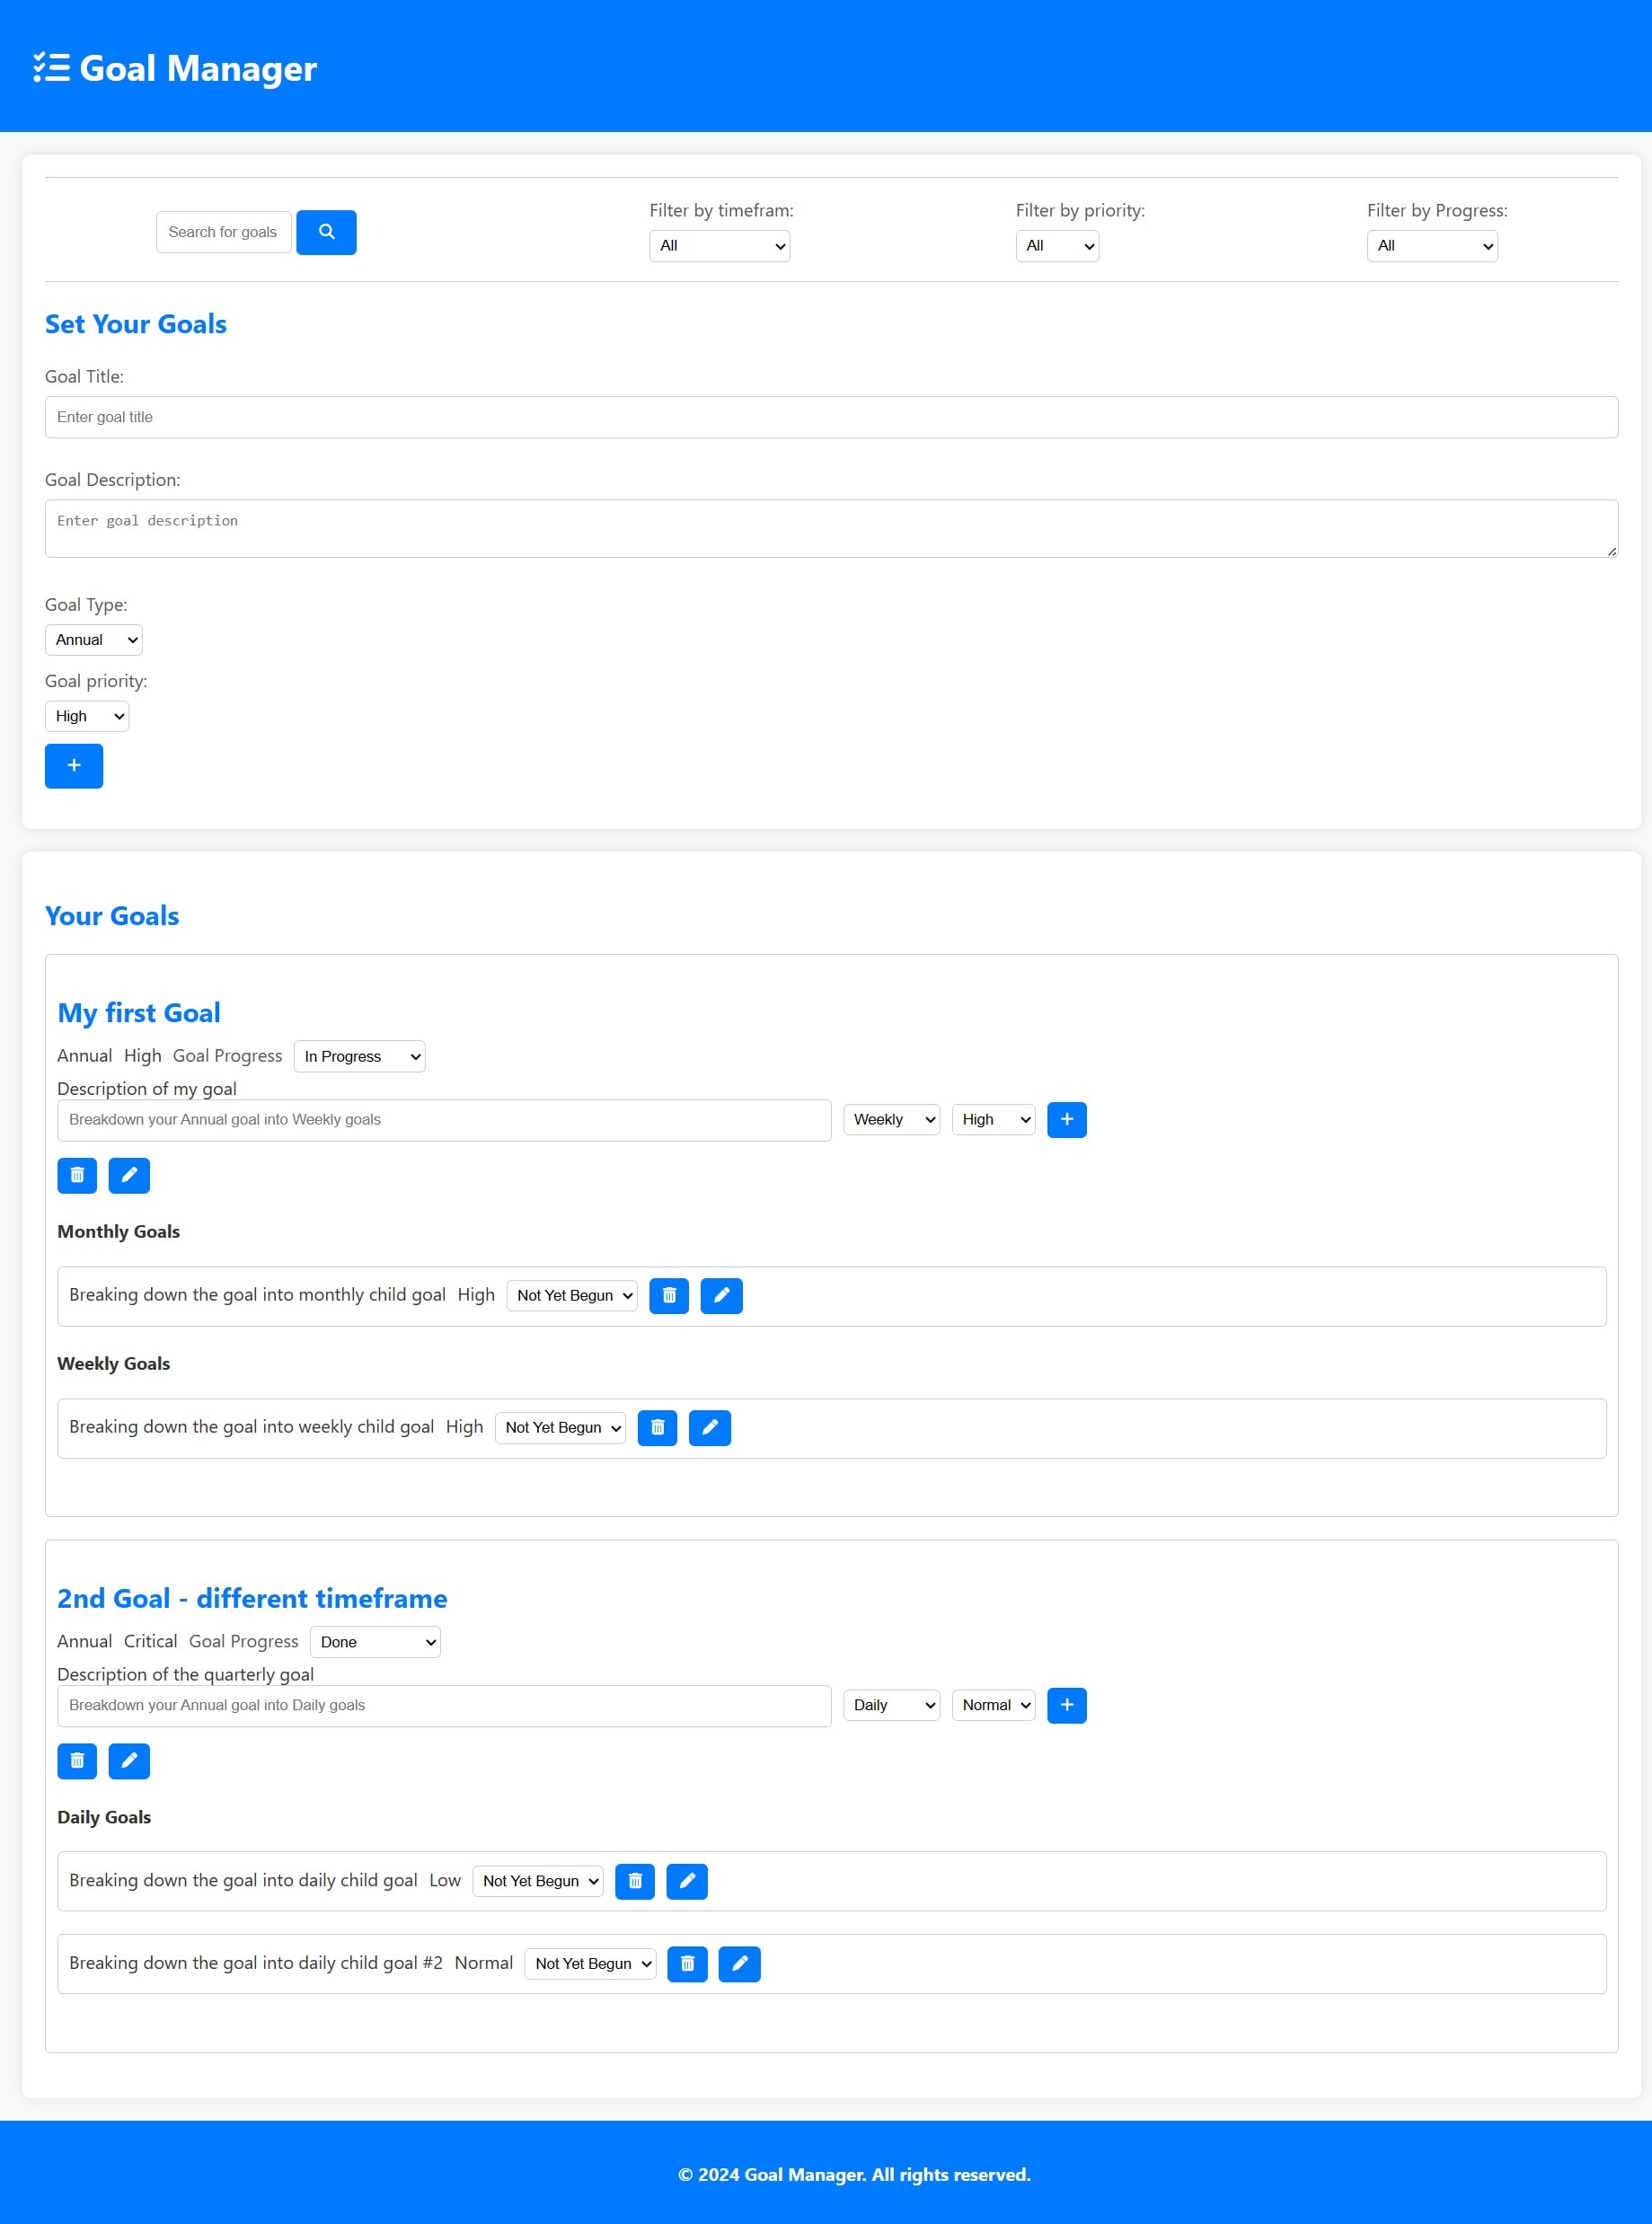 Goal Manager
Search for goals
Filter by timefram:
All
Filter by priority:
All
Filter by Progress:
All
Set Your Goals
Goal Title:
Enter goal title
Goal Description:
Enter goal description
Goal Type:
Annual
Goal priority:
High
+
Your Goals
My first Goal
Annual High Goal Progress In Progress
Description of my goal
Breakdown your Annual goal into Weekly goals Weekly High +
Monthly Goals
Breaking down the goal into monthly child goal High Not Yet Begun
Weekly Goals
Breaking down the goal into weekly child goal High Not Yet Begun
2nd Goal - different timeframe
Annual Critical Goal Progress Done
Description of the quarterly goal
Breakdown your Annual goal into Daily goals Daily Normal +
Daily Goals
Breaking down the goal into daily child goal Low Not Yet Begun
Breaking down the goal into daily child goal #2 Normal Not Yet Begun
© 2024 Goal Manager. All rights reserved.